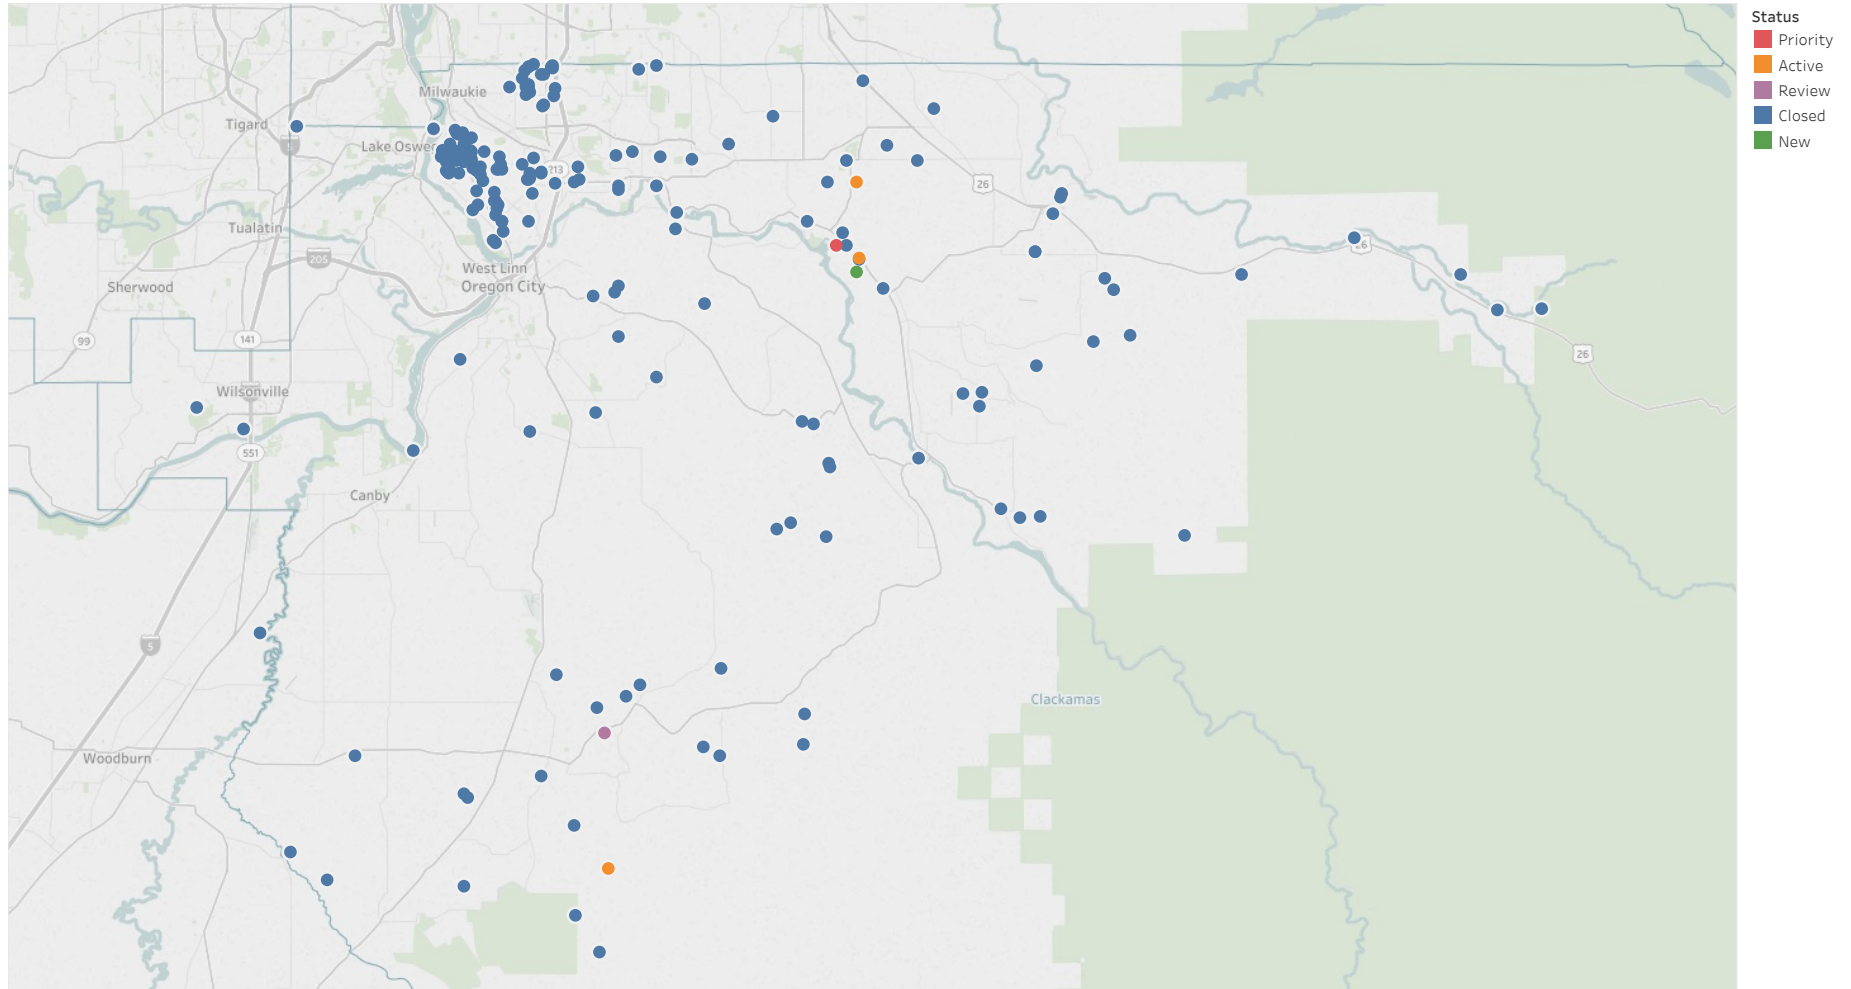 Status
Priority
Active
Review
Closed
New
Milwaukie
Tigard
5
Lake Oswe
213
26
Tualatin
205
West Linn
Oregon City
26
Sherwood
99
141
26
Wilsonville
551
Canby
5
Clackamas
Woodburn